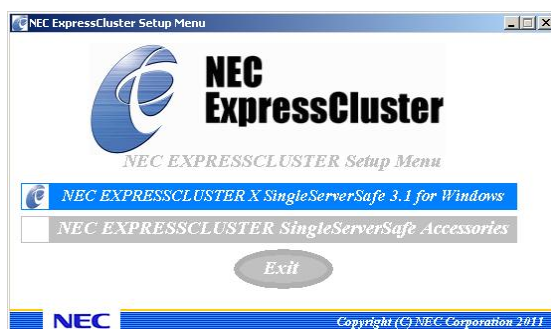 NEC ExpressCluster Setup Menu
NEC
ExpressCluster
NEC EXPRESSCLUSTER Setup Menu
NEC EXPRESSCLUSTER X SingleServerSafe 3.1 for Windows
NEC EXPRESSCLUSTER SingleServerSafe Accessories
Exit
NEC
Copyright (C) NEC Corporation 2011